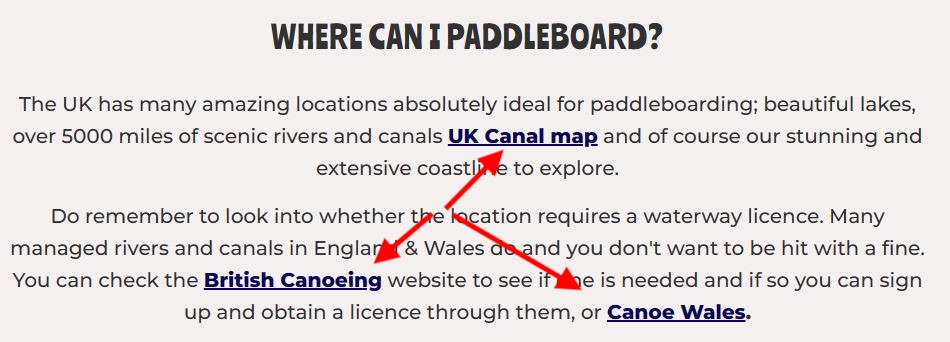 WHERE CAN I PADDLEBOARD?
The UK has many amazing locations absolutely ideal for paddleboarding; beautiful lakes,
over 5000 miles of scenic rivers and canals UK Canal map and of course our stunning and
extensive coastline to explore.
Do remember to look into whether the location requires a waterway licence. Many
managed rivers and canals in England & Wales do and you don't want to be hit with a fine.
You can check the British Canoeing website to see if one is needed and if so you can sign
up and obtain a licence through them, or Canoe Wales.